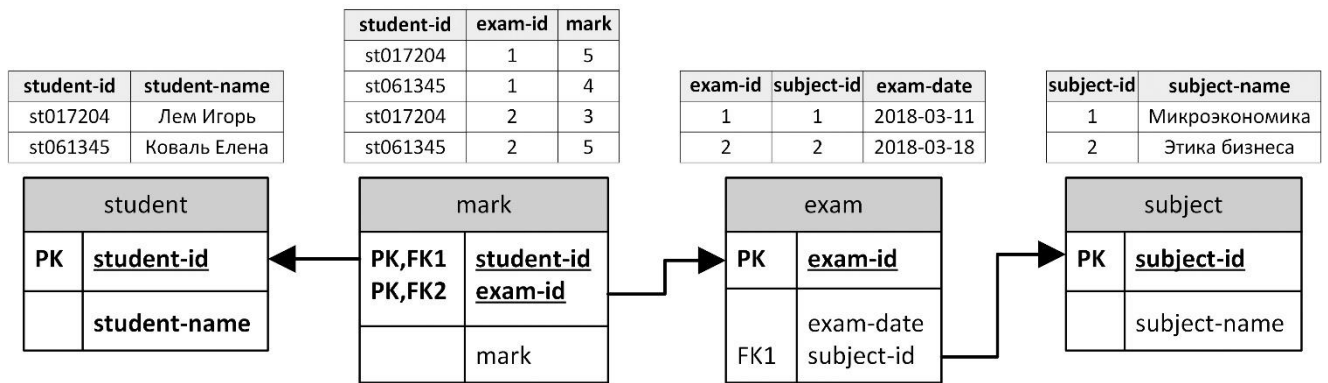 student-id student-name
st017204 Лем Игорь
st061345 Коваль Елена
student-id exam-id mark
st017204 1 5
st061345 1 4
st017204 2 3
st061345 2 5
exam-id subject-id exam-date
1 1 2018-03-11
2 2 2018-03-18
subject-id subject-name
1 Микроэкономика
2 Этика бизнеса
student
PK student-id
student-name
mark
PK,FK1 student-id
PK,FK2 exam-id
mark
exam
PK exam-id
exam-date
FK1 subject-id
subject
PK subject-id
subject-name